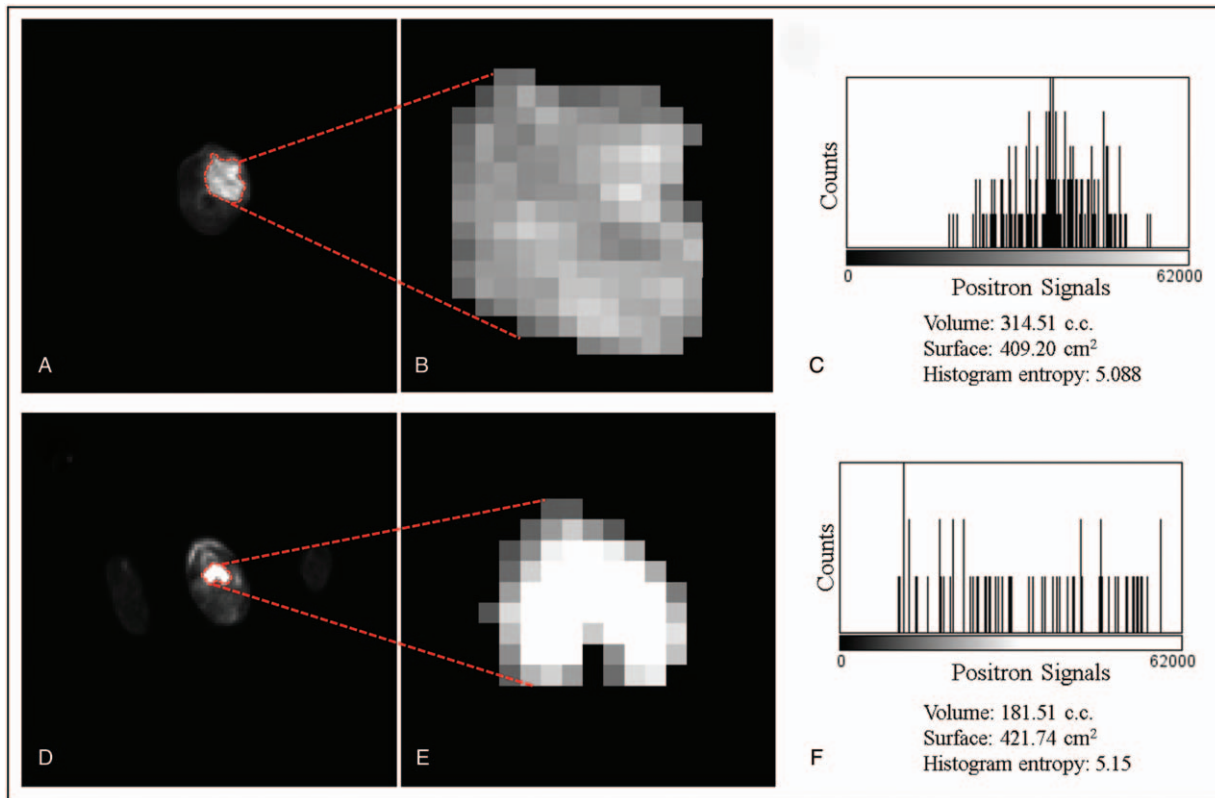 A
B
Counts
0
62000
Positron Signals
Volume: 314.51 c.c.
Surface: 409.20 cm²
Histogram entropy: 5.088
C
D
E
Counts
0
62000
Positron Signals
Volume: 181.51 c.c.
Surface: 421.74 cm²
Histogram entropy: 5.15
F